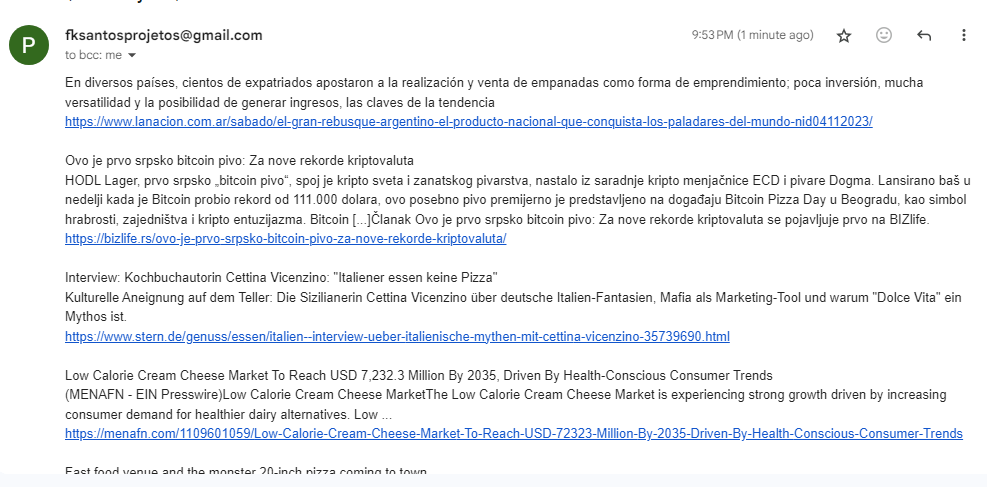 P
fksantosprojetos@gmail.com
9:53 PM (1 minute ago)
to bcc: me
En diversos países, cientos de expatriados apostaron a la realización y venta de empanadas como forma de emprendimiento; poca inversión, mucha
versatilidad y la posibilidad de generar ingresos, las claves de la tendencia
https://www.lanacion.com.ar/sabado/el-gran-rebusque-argentino-el-producto-nacional-que-conquista-los-paladares-del-mundo-nid04112023/
Ovo je prvo srpsko bitcoin pivo: Za nove rekorde kriptovaluta
HODL Lager, prvo srpsko „bitcoin pivo“, spoj je kripto sveta i zanatskog pivarstva, nastalo iz saradnje kripto menjačnice ECD i pivare Dogma. Lansirano baš u
nedelji kada je Bitcoin probio rekord od 111.000 dolara, ovo posebno pivo premijerno je predstavljeno na događaju Bitcoin Pizza Day u Beogradu, kao simbol
hrabrosti, zajedništva i kripto entuzijazma. Bitcoin [...]Članak Ovo je prvo srpsko bitcoin pivo: Za nove rekorde kriptovaluta se pojavljuje prvo na BIZlife.
https://bizlife.rs/ovo-je-prvo-srpsko-bitcoin-pivo-za-nove-rekorde-kriptovaluta/
Interview: Kochbuchautorin Cettina Vicenzino: "Italiener essen keine Pizza"
Kulturelle Aneignung auf dem Teller: Die Sizilianerin Cettina Vicenzino über deutsche Italien-Fantasien, Mafia als Marketing-Tool und warum "Dolce Vita" ein
Mythos ist.
https://www.stern.de/genuss/essen/italien--interview-ueber-italienische-mythen-mit-cettina-vicenzino-35739690.html
Low Calorie Cream Cheese Market To Reach USD 7,232.3 Million By 2035, Driven By Health-Conscious Consumer Trends
(MENAFN - EIN Presswire)Low Calorie Cream Cheese MarketThe Low Calorie Cream Cheese Market is experiencing strong growth driven by increasing
consumer demand for healthier dairy alternatives. Low ...
https://menafn.com/1109601059/Low-Calorie-Cream-Cheese-Market-To-Reach-USD-72323-Million-By-2035-Driven-By-Health-Conscious-Consumer-Trends
food venue and the monster 20-inch pizza coming to town